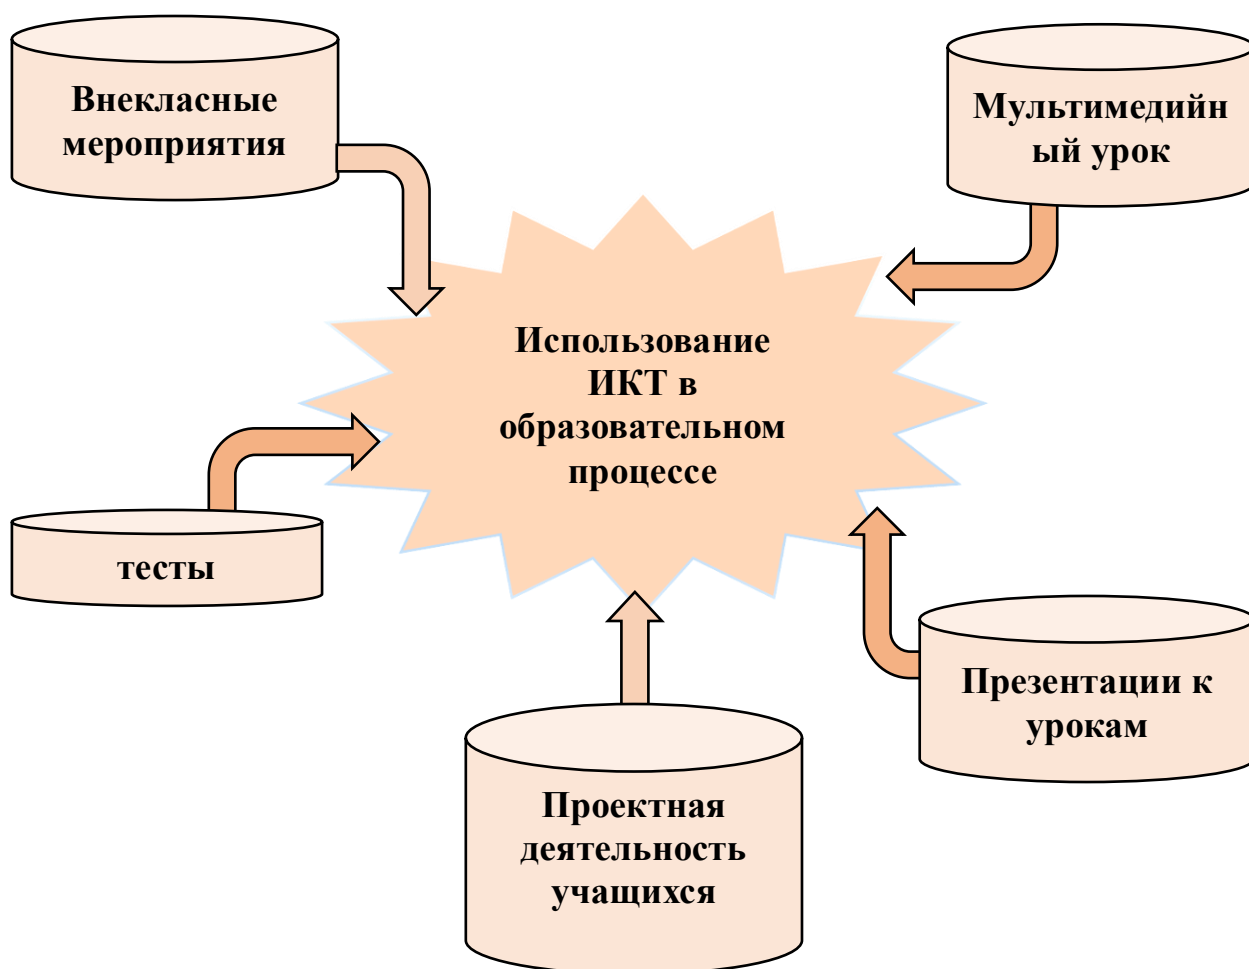 Внекласные
мероприятия
Мультимедийн
ый урок
Использование
ИКТ в
образовательном
процессе
тесты
Презентации к
урокам
Проектная
деятельность
учащихся